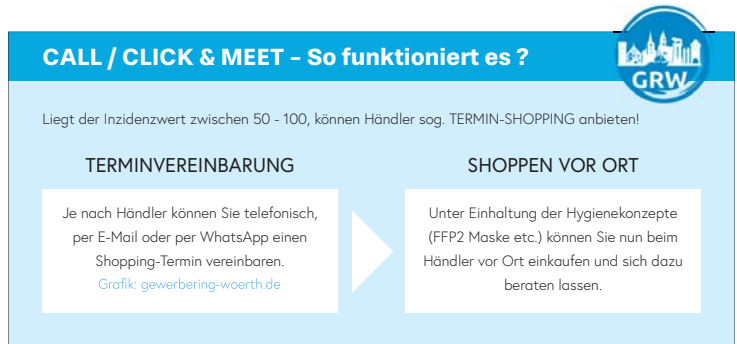 CALL / CLICK & MEET – So funktioniert es ?
GRW
Liegt der Inzidenzwert zwischen 50 - 100, können Händler sog. TERMIN-SHOPPING anbieten!
TERMINVEREINBARUNG
Je nach Händler können Sie telefonisch,
per E-Mail oder per WhatsApp einen
Shopping-Termin vereinbaren.
Grafik: gewerbering-woerth.de
SHOPPEN VOR ORT
Unter Einhaltung der Hygienekonzepte
(FFP2 Maske etc.) können Sie nun beim
Händler vor Ort einkaufen und sich dazu
beraten lassen.